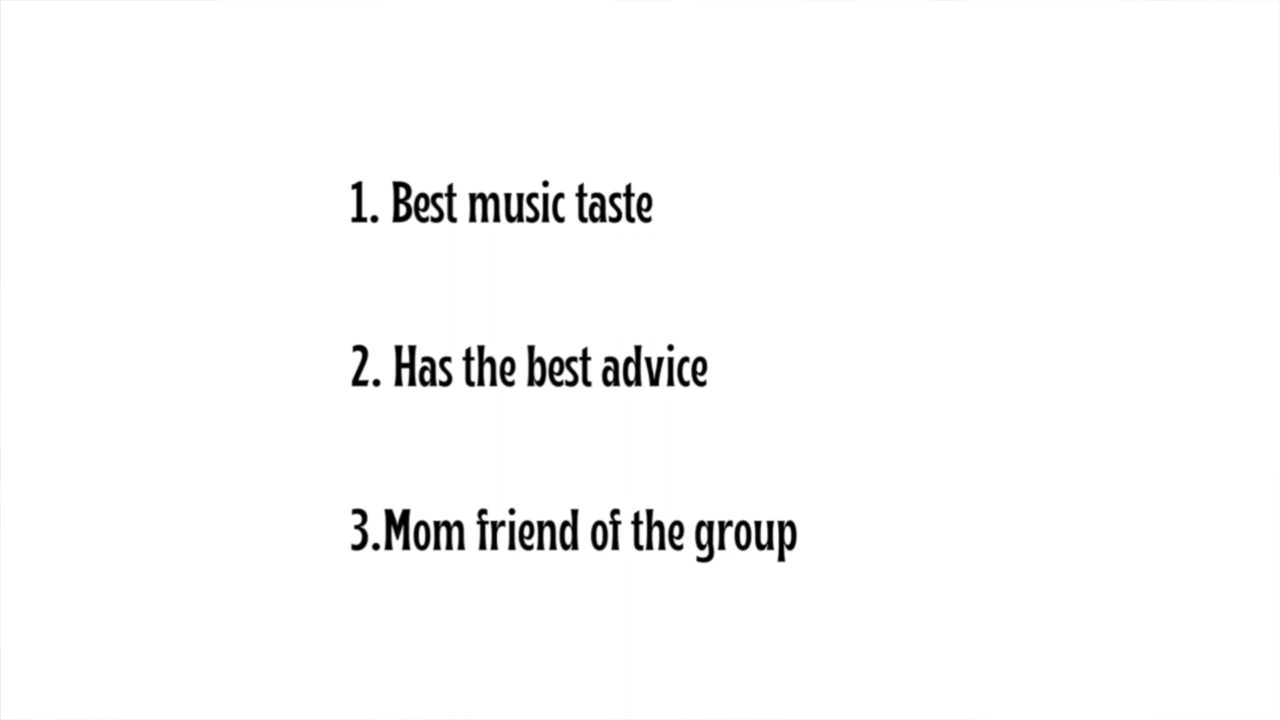 1. Best music taste
2. Has the best advice
3.Mom friend of the group